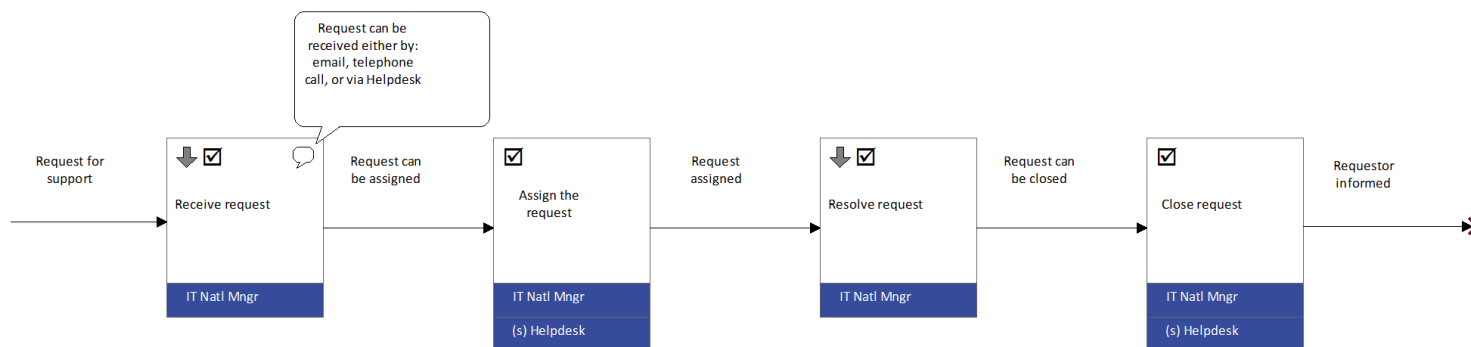 Request can be
received either by:
email, telephone
call, or via Helpdesk
Request for
support
Receive request
IT Natl Mngr
Request can
be assigned
Assign the
request
IT Natl Mngr
(s) Helpdesk
Request
assigned
Resolve request
IT Natl Mngr
Request can
be closed
Close request
IT Natl Mngr
(s) Helpdesk
Requestor
informed